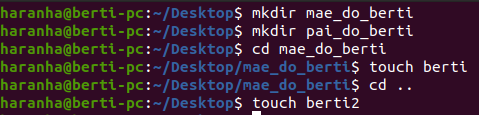 haranha@berti-pc:~/Desktop$ mkdir mae_do_berti
haranha@berti-pc:~/Desktop$ mkdir pai_do_berti
haranha@berti-pc:~/Desktop$ cd mae_do_berti
haranha@berti-pc:~/Desktop/mae_do_berti$ touch berti
haranha@berti-pc:~/Desktop/mae_do_berti$ cd ..
haranha@berti-pc:~/Desktop$ touch berti2